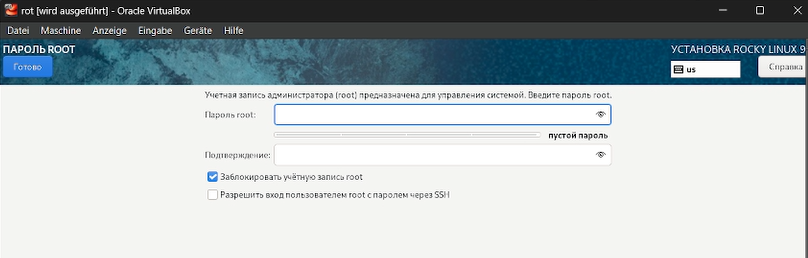 rot [wird ausgeführt] - Oracle VirtualBox
Datei Maschine Anzeige Eingabe Geräte Hilfe
ПАРОЛЬ ROOT
УСТАНОВКА ROCKY LINUX 9
Готово
us
Справка
Учетная запись администратора (root) предназначена для управления системой. Введите пароль root.
Пароль root:
пустой пароль
Подтверждение:
Заблокировать учётную запись root
Разрешить вход пользователем root с паролем через SSH